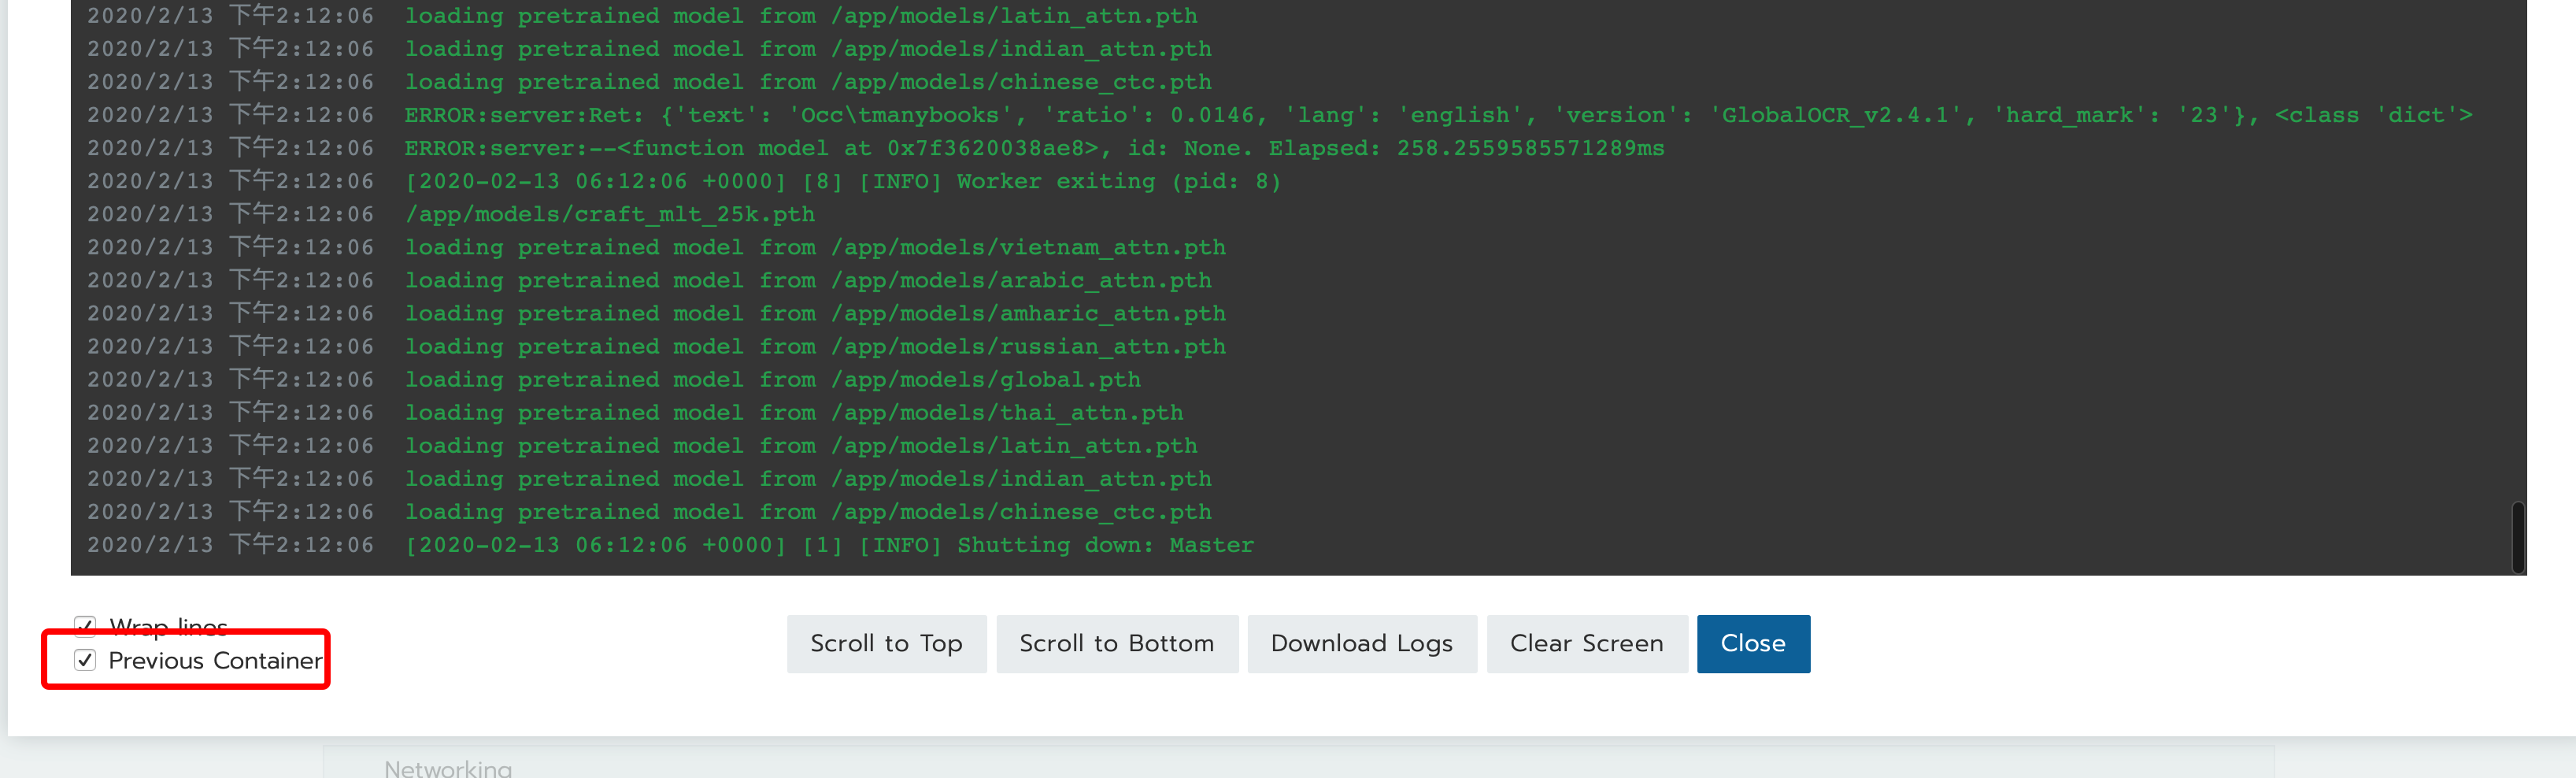 2020/2/13 下午2:12:06 loading pretrained model from /app/models/latin_attn.pth
2020/2/13 下午2:12:06 loading pretrained model from /app/models/indian_attn.pth
2020/2/13 下午2:12:06 loading pretrained model from /app/models/chinese_ctc.pth
2020/2/13 下午2:12:06 ERROR:server:Ret: {'text': 'Occ\tmanybooks', 'ratio': 0.0146, 'lang': 'english', 'version': 'GlobalOCR_v2.4.1', 'hard_mark': '23'}, <class 'dict'>
2020/2/13 下午2:12:06 ERROR:server:--<function model at 0x7f3620038ae8>, id: None. Elapsed: 258.2559585571289ms
2020/2/13 下午2:12:06 [2020-02-13 06:12:06 +0000] [8] [INFO] Worker exiting (pid: 8)
2020/2/13 下午2:12:06 /app/models/craft_mlt_25k.pth
2020/2/13 下午2:12:06 loading pretrained model from /app/models/vietnam_attn.pth
2020/2/13 下午2:12:06 loading pretrained model from /app/models/arabic_attn.pth
2020/2/13 下午2:12:06 loading pretrained model from /app/models/amharic_attn.pth
2020/2/13 下午2:12:06 loading pretrained model from /app/models/russian_attn.pth
2020/2/13 下午2:12:06 loading pretrained model from /app/models/global.pth
2020/2/13 下午2:12:06 loading pretrained model from /app/models/thai_attn.pth
2020/2/13 下午2:12:06 loading pretrained model from /app/models/latin_attn.pth
2020/2/13 下午2:12:06 loading pretrained model from /app/models/indian_attn.pth
2020/2/13 下午2:12:06 loading pretrained model from /app/models/chinese_ctc.pth
2020/2/13 下午2:12:06 [2020-02-13 06:12:06 +0000] [1] [INFO] Shutting down: Master
Wrap lines
Previous Container
Scroll to Top Scroll to Bottom Download Logs Clear Screen Close
Networking